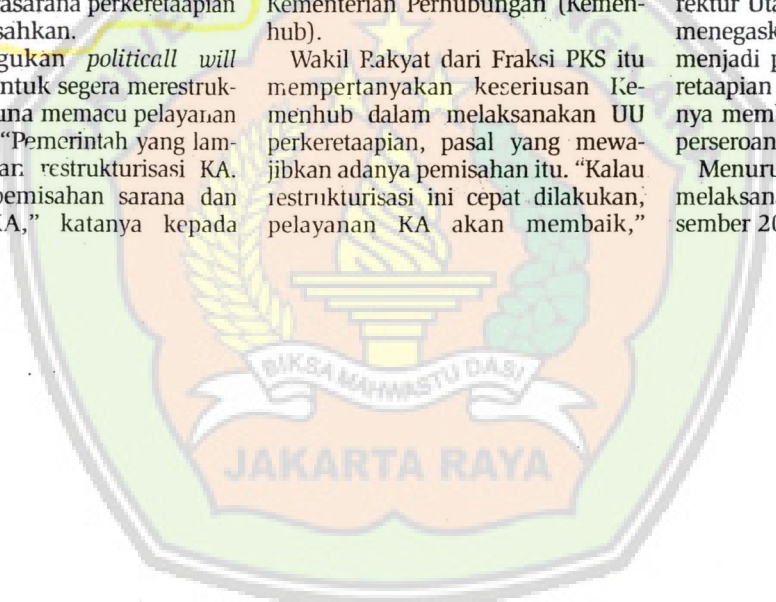 rasarana perkeretaapian
sahkan.
gukan politicall will
ntuk segera merestruk-
una memacu pelayanan
"Pemerintah yang lam-
an restrukturisasi KA.
pemisahan sarana dan
KA," katanya kepada
Kementerian Perhubungan (Kemen-
hub).
Wakil Rakyat dari Fraksi PKS itu
mempertanyakan keseriusan Ke-
menhub dalam melaksanakan UU
perkeretaapian, pasal yang mewa-
jibkan adanya pemisahan itu. "Kalau
restrukturisasi ini cepat dilakukan,
pelayanan KA akan membaik,"
rektur Uta
menegask
menjadi p
retaapian
nya mem
perseroan
Menuru
melaksana
sember 20
BIKSA MAHWASTU DASI
JAKARTA RAYA